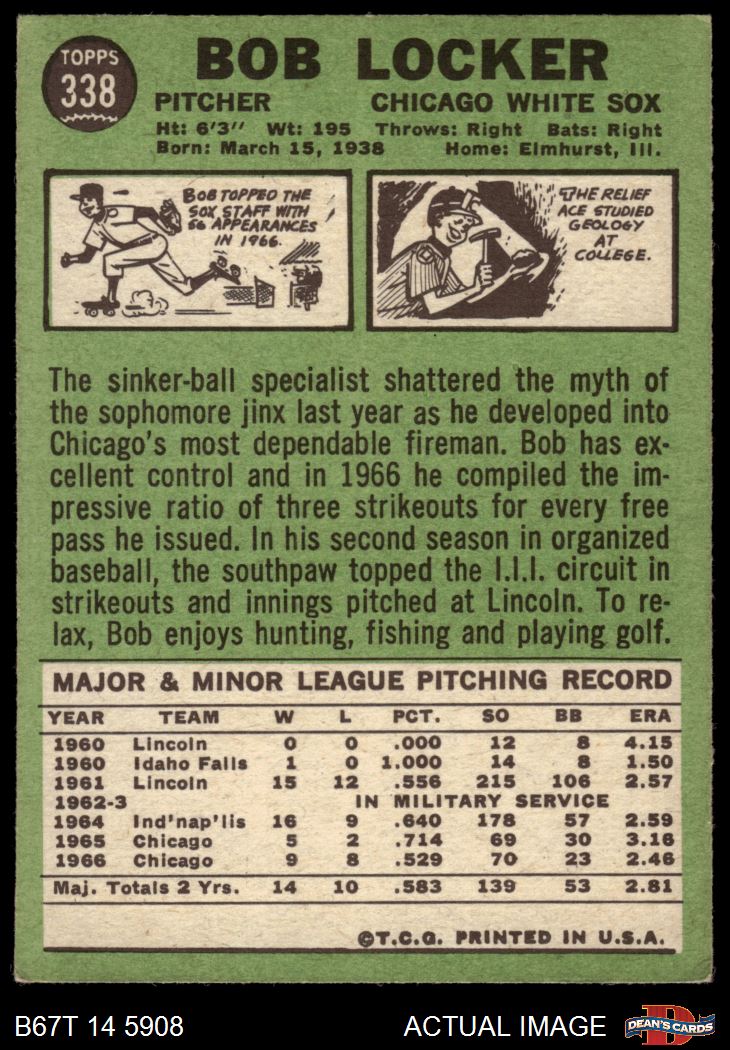 TOPPS
338
BOB LOCKER
PITCHER CHICAGO WHITE SOX
Ht: 6'3" Wt: 195 Throws: Right Bats: Right
Born: March 15, 1938 Home: Elmhurst, Ill.
BOB TOPPED THE
SOX STAFF WITH
56 APPEARANCES
IN 1966.
THE RELIEF
ACE STUDIED
GEOLOGY
AT
COLLEGE.
The sinker-ball specialist shattered the myth of
the sophomore jinx last year as he developed into
Chicago's most dependable fireman. Bob has ex-
cellent control and in 1966 he compiled the im-
pressive ratio of three strikeouts for every free
pass he issued. In his second season in organized
baseball, the southpaw topped the I.I.I. circuit in
strikeouts and innings pitched at Lincoln. To re-
lax, Bob enjoys hunting, fishing and playing golf.
MAJOR & MINOR LEAGUE PITCHING RECORD
YEAR TEAM W L PCT. SO BB ERA
1960 Lincoln 0 0 .000 12 8 4.15
1960 Idaho Falls 1 0 1.000 14 8 1.50
1961 Lincoln 15 12 .556 215 106 2.57
1962-3 IN MILITARY SERVICE
1964 Ind'nap'lis 16 9 .640 178 57 2.59
1965 Chicago 5 2 .714 69 30 3.16
1966 Chicago 9 8 .529 70 23 2.46
Maj. Totals 2 Yrs. 14 10 .583 139 53 2.81
©T.C.G. PRINTED IN U.S.A.
B67T 14 5908 ACTUAL IMAGE
D
DEAN'S CARDS